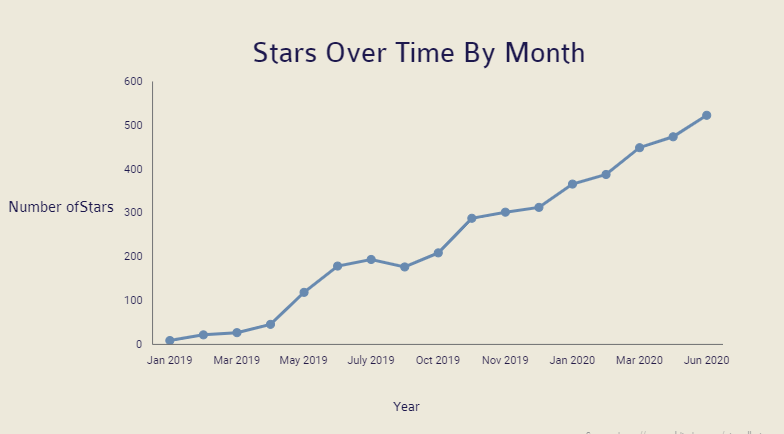 Stars Over Time By Month
600
500
400
Number ofStars
300
200
100
0
Jan 2019 Mar 2019 May 2019 July 2019 Oct 2019 Nov 2019 Jan 2020 Mar 2020 Jun 2020
Year